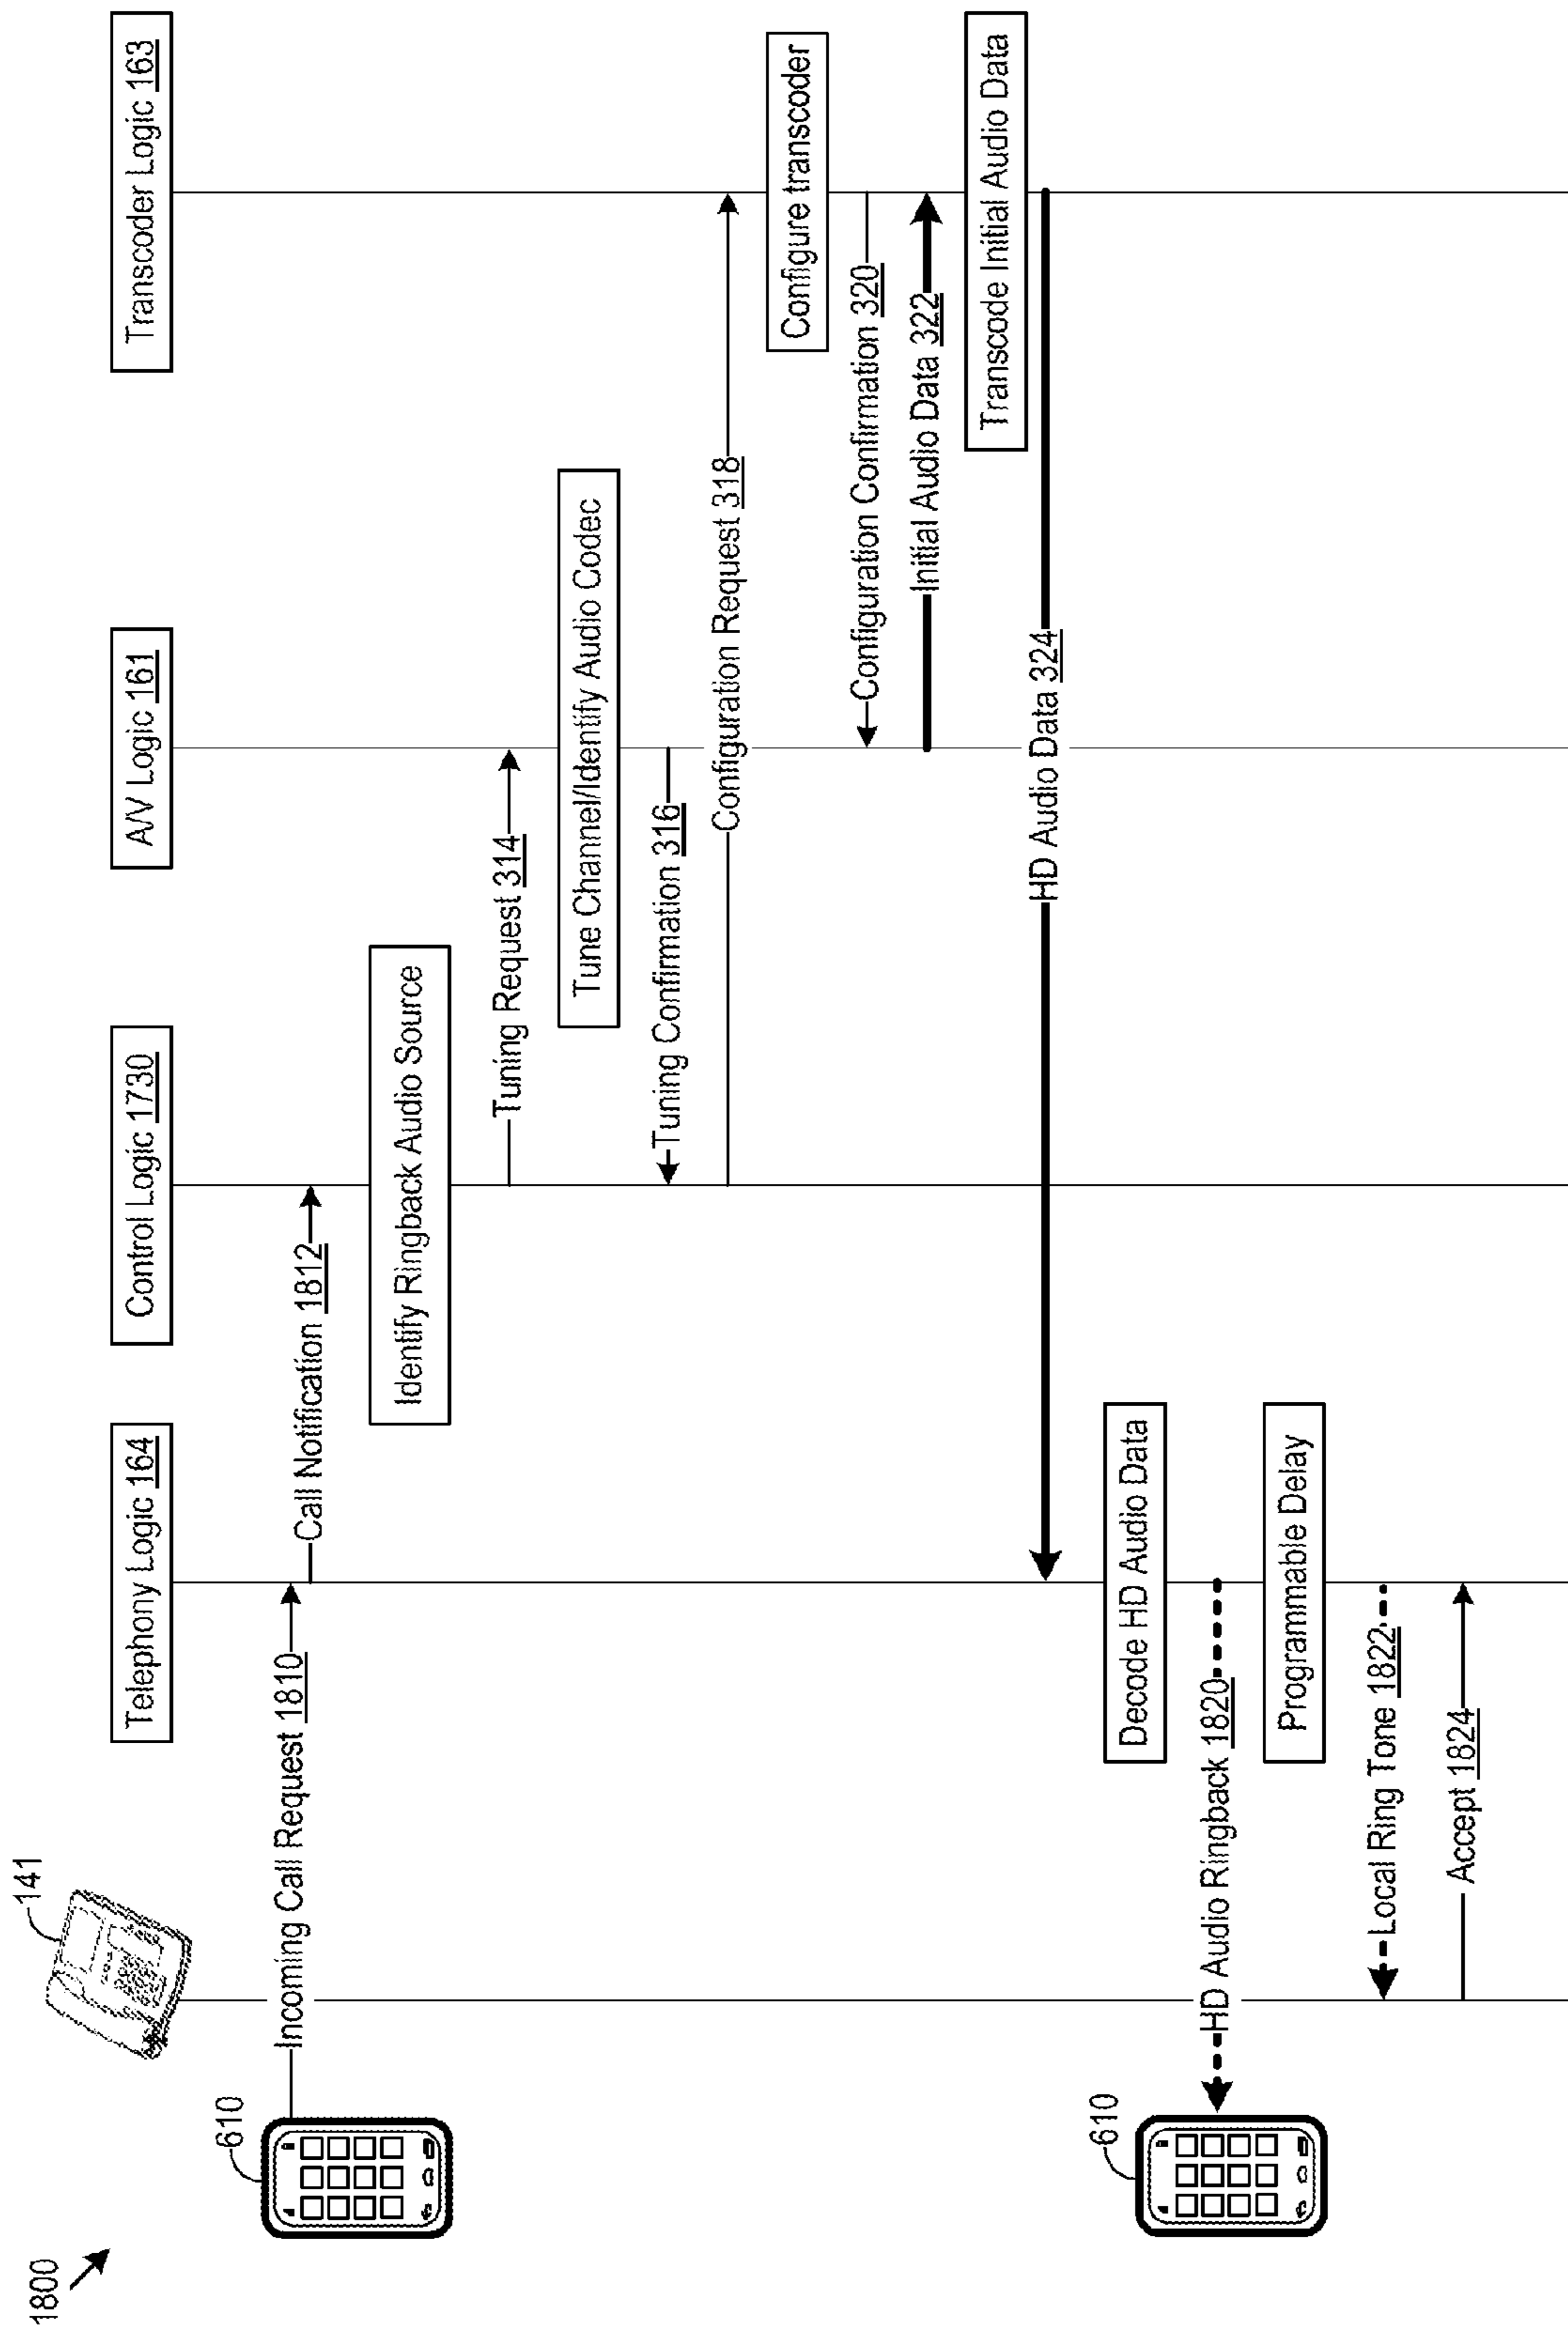 1800
141
Telephony Logic 164
Control Logic 1730
A/V Logic 161
Transcoder Logic 163
610
Incoming Call Request 1810
Call Notification 1812
Identify Ringback Audio Source
Tuning Request 314
Tune Channel/Identify Audio Codec
Tuning Confirmation 316
Configuration Request 318
Configure transcoder
Configuration Confirmation 320
Initial Audio Data 322
Transcode Initial Audio Data
HD Audio Data 324
Decode HD Audio Data
610
HD Audio Ringback 1820
Programmable Delay
Local Ring Tone 1822
Accept 1824